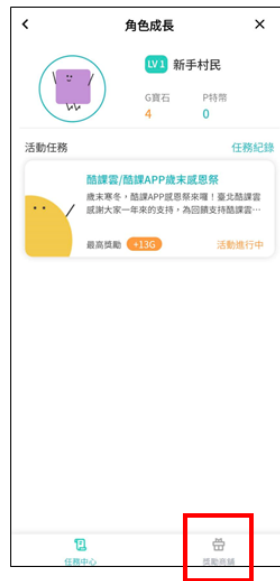 角色成長
LV 1 新手村民
G寶石 P特幣
4 0
活動任務 任務紀錄
酷課雲/酷課APP歲末感恩祭
歲末寒冬，酷課APP感恩祭來囉！臺北酷課雲
感謝大家一年來的支持，為回饋支持酷課雲…
最高獎勵 +13G 活動進行中
任務中心 獎勵商舖